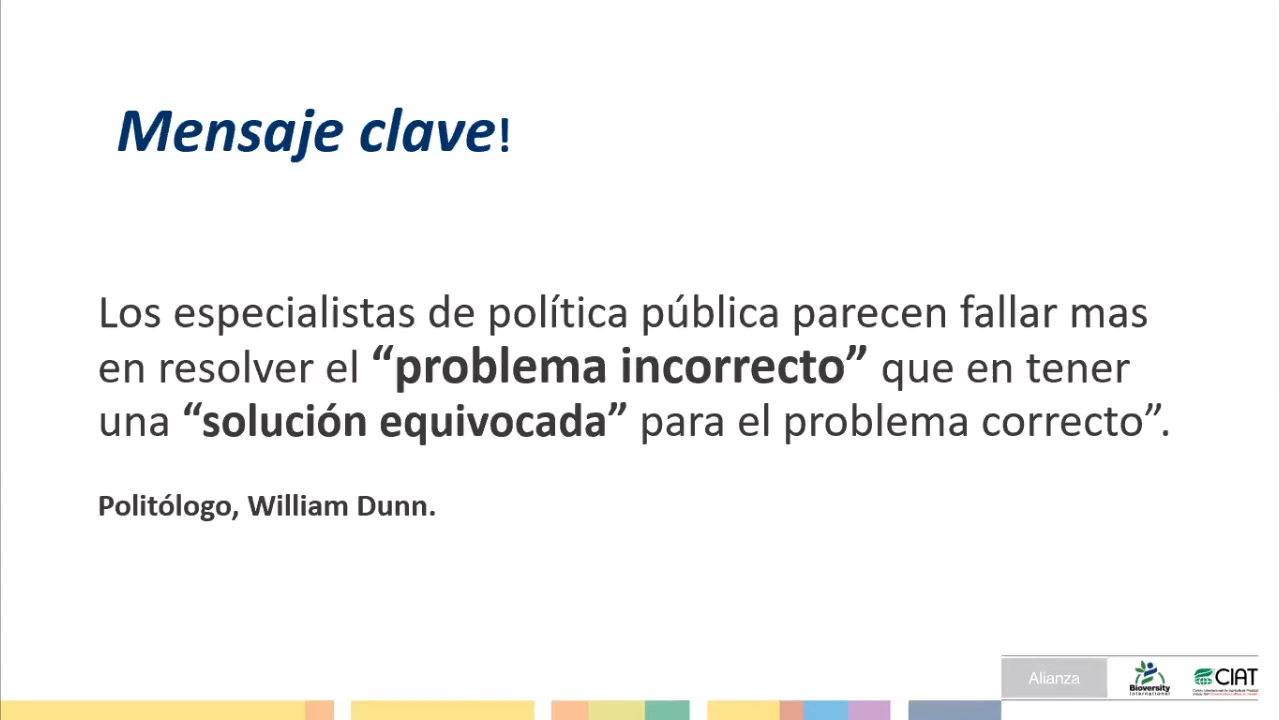 Mensaje clave!
Los especialistas de política pública parecen fallar mas
en resolver el “problema incorrecto” que en tener
una “solución equivocada” para el problema correcto”.
Politólogo, William Dunn.
Alianza
Bioversity
International
CIAT